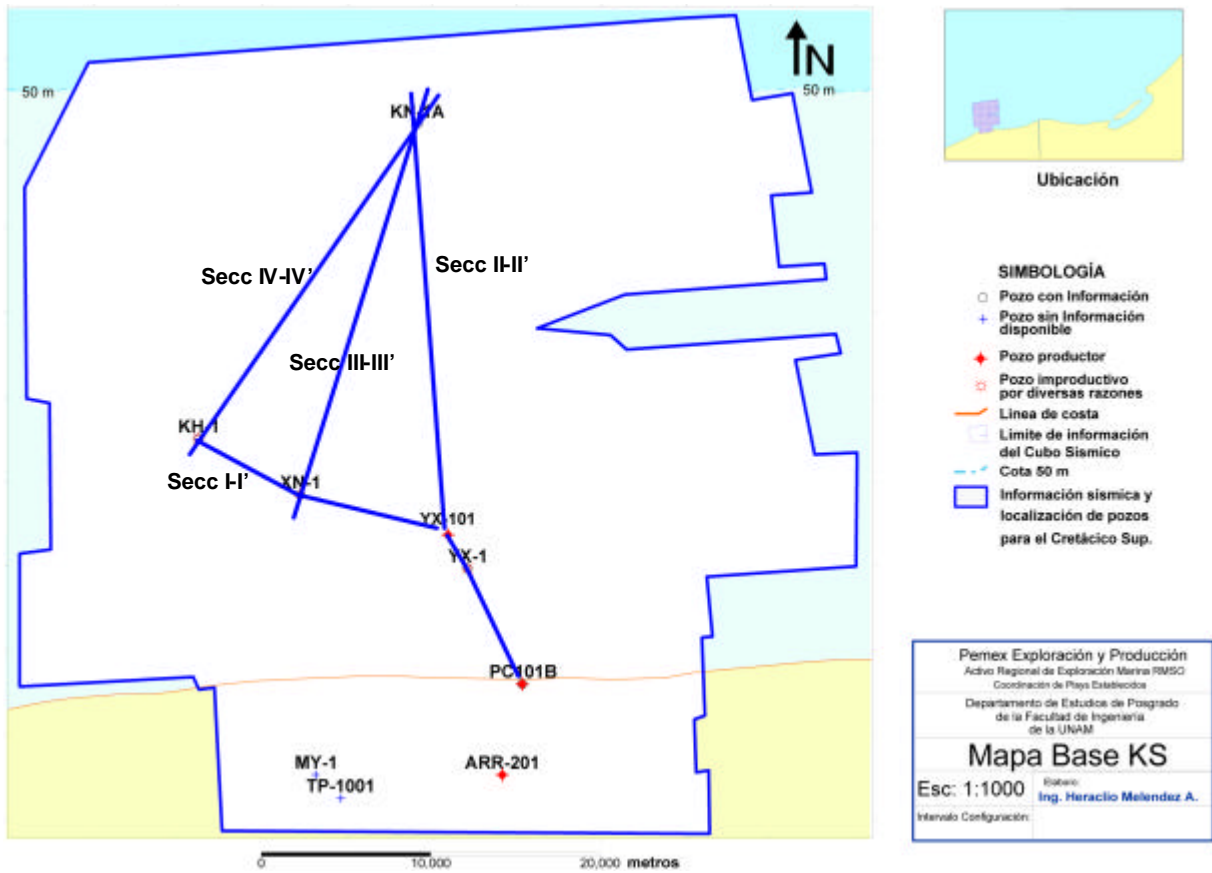 50 m
N
50 m
KN-1A
Secc IV-IV’
Secc II-II’
Secc III-III’
KH-1
Secc I-I’
XN-1
YX-101
YX-1
PC101B
MY-1
TP-1001
ARR-201
0
10,000
20,000 metros
Ubicación
SIMBOLOGÍA
Pozo con Información
Pozo sin Información
disponible
Pozo productor
Pozo improductivo
por diversas razones
Linea de costa
Limite de información
del Cubo Sismico
Cota 50 m
Información sismica y
localización de pozos
para el Cretácico Sup.
Pemex Exploración y Producción
Activo Regional de Exploración Marina RMSO
Coordinación de Plays Establecidos
Departamento de Estudios de Posgrado
de la Facultad de Ingenieria
de la UNAM
Mapa Base KS
Esc: 1:1000
Elaboro:
Ing. Heraclio Melendez A.
Intervalo Configuración: